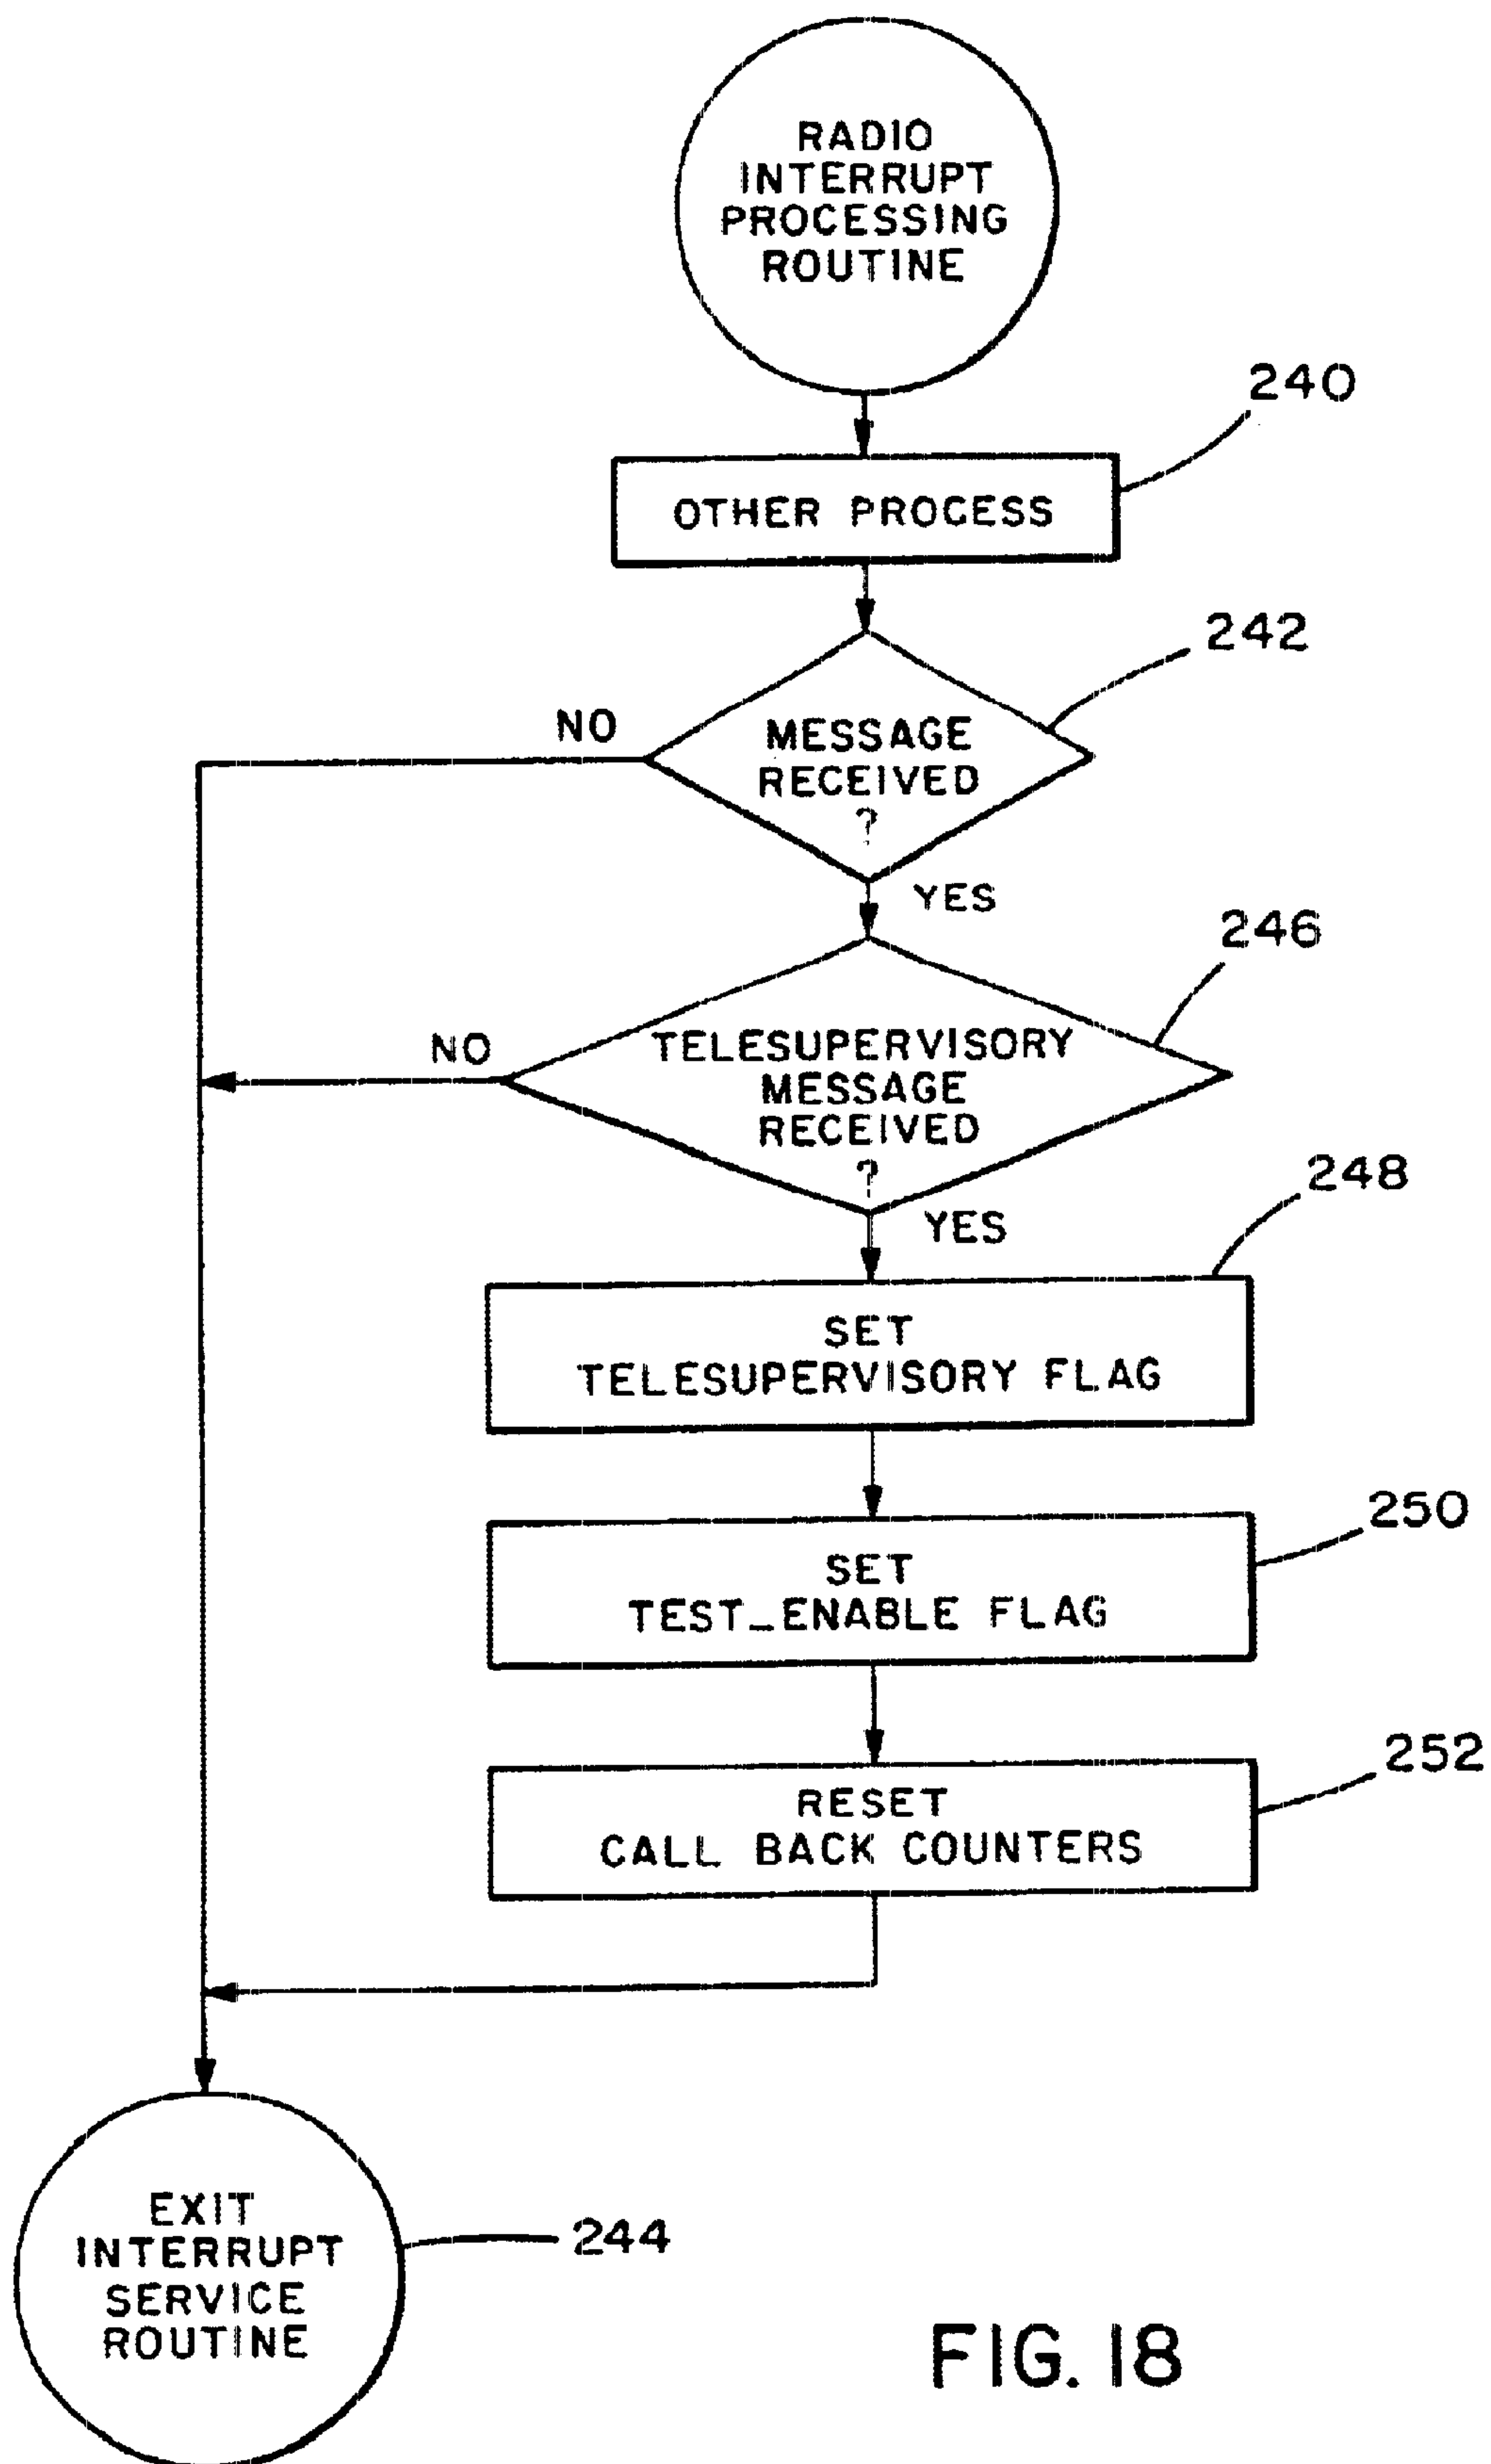 RADIO
INTERRUPT
PROCESSING
ROUTINE
240
OTHER PROCESS
242
NO
MESSAGE
RECEIVED
?
YES
246
NO
TELESUPERVISORY
MESSAGE
RECEIVED
?
YES
248
SET
TELESUPERVISORY FLAG
250
SET
TEST_ENABLE FLAG
252
RESET
CALL BACK COUNTERS
EXIT
INTERRUPT
SERVICE
ROUTINE
244
FIG. 18